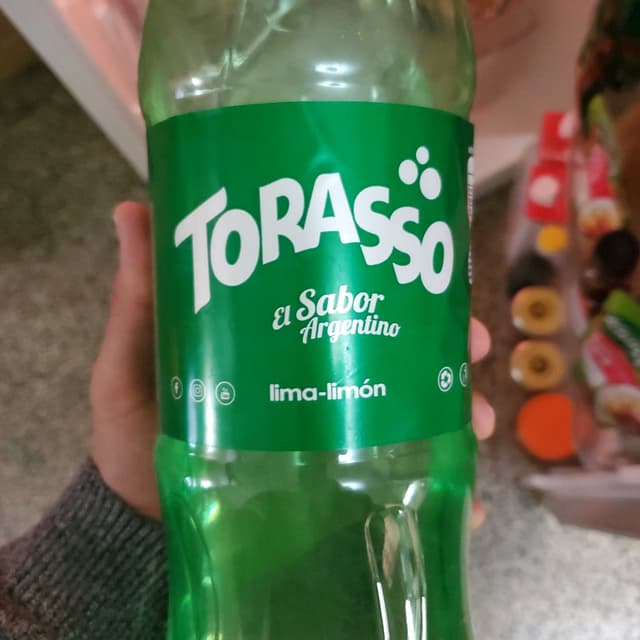 TORASSO
El Sabor
Argentino
lima-limón